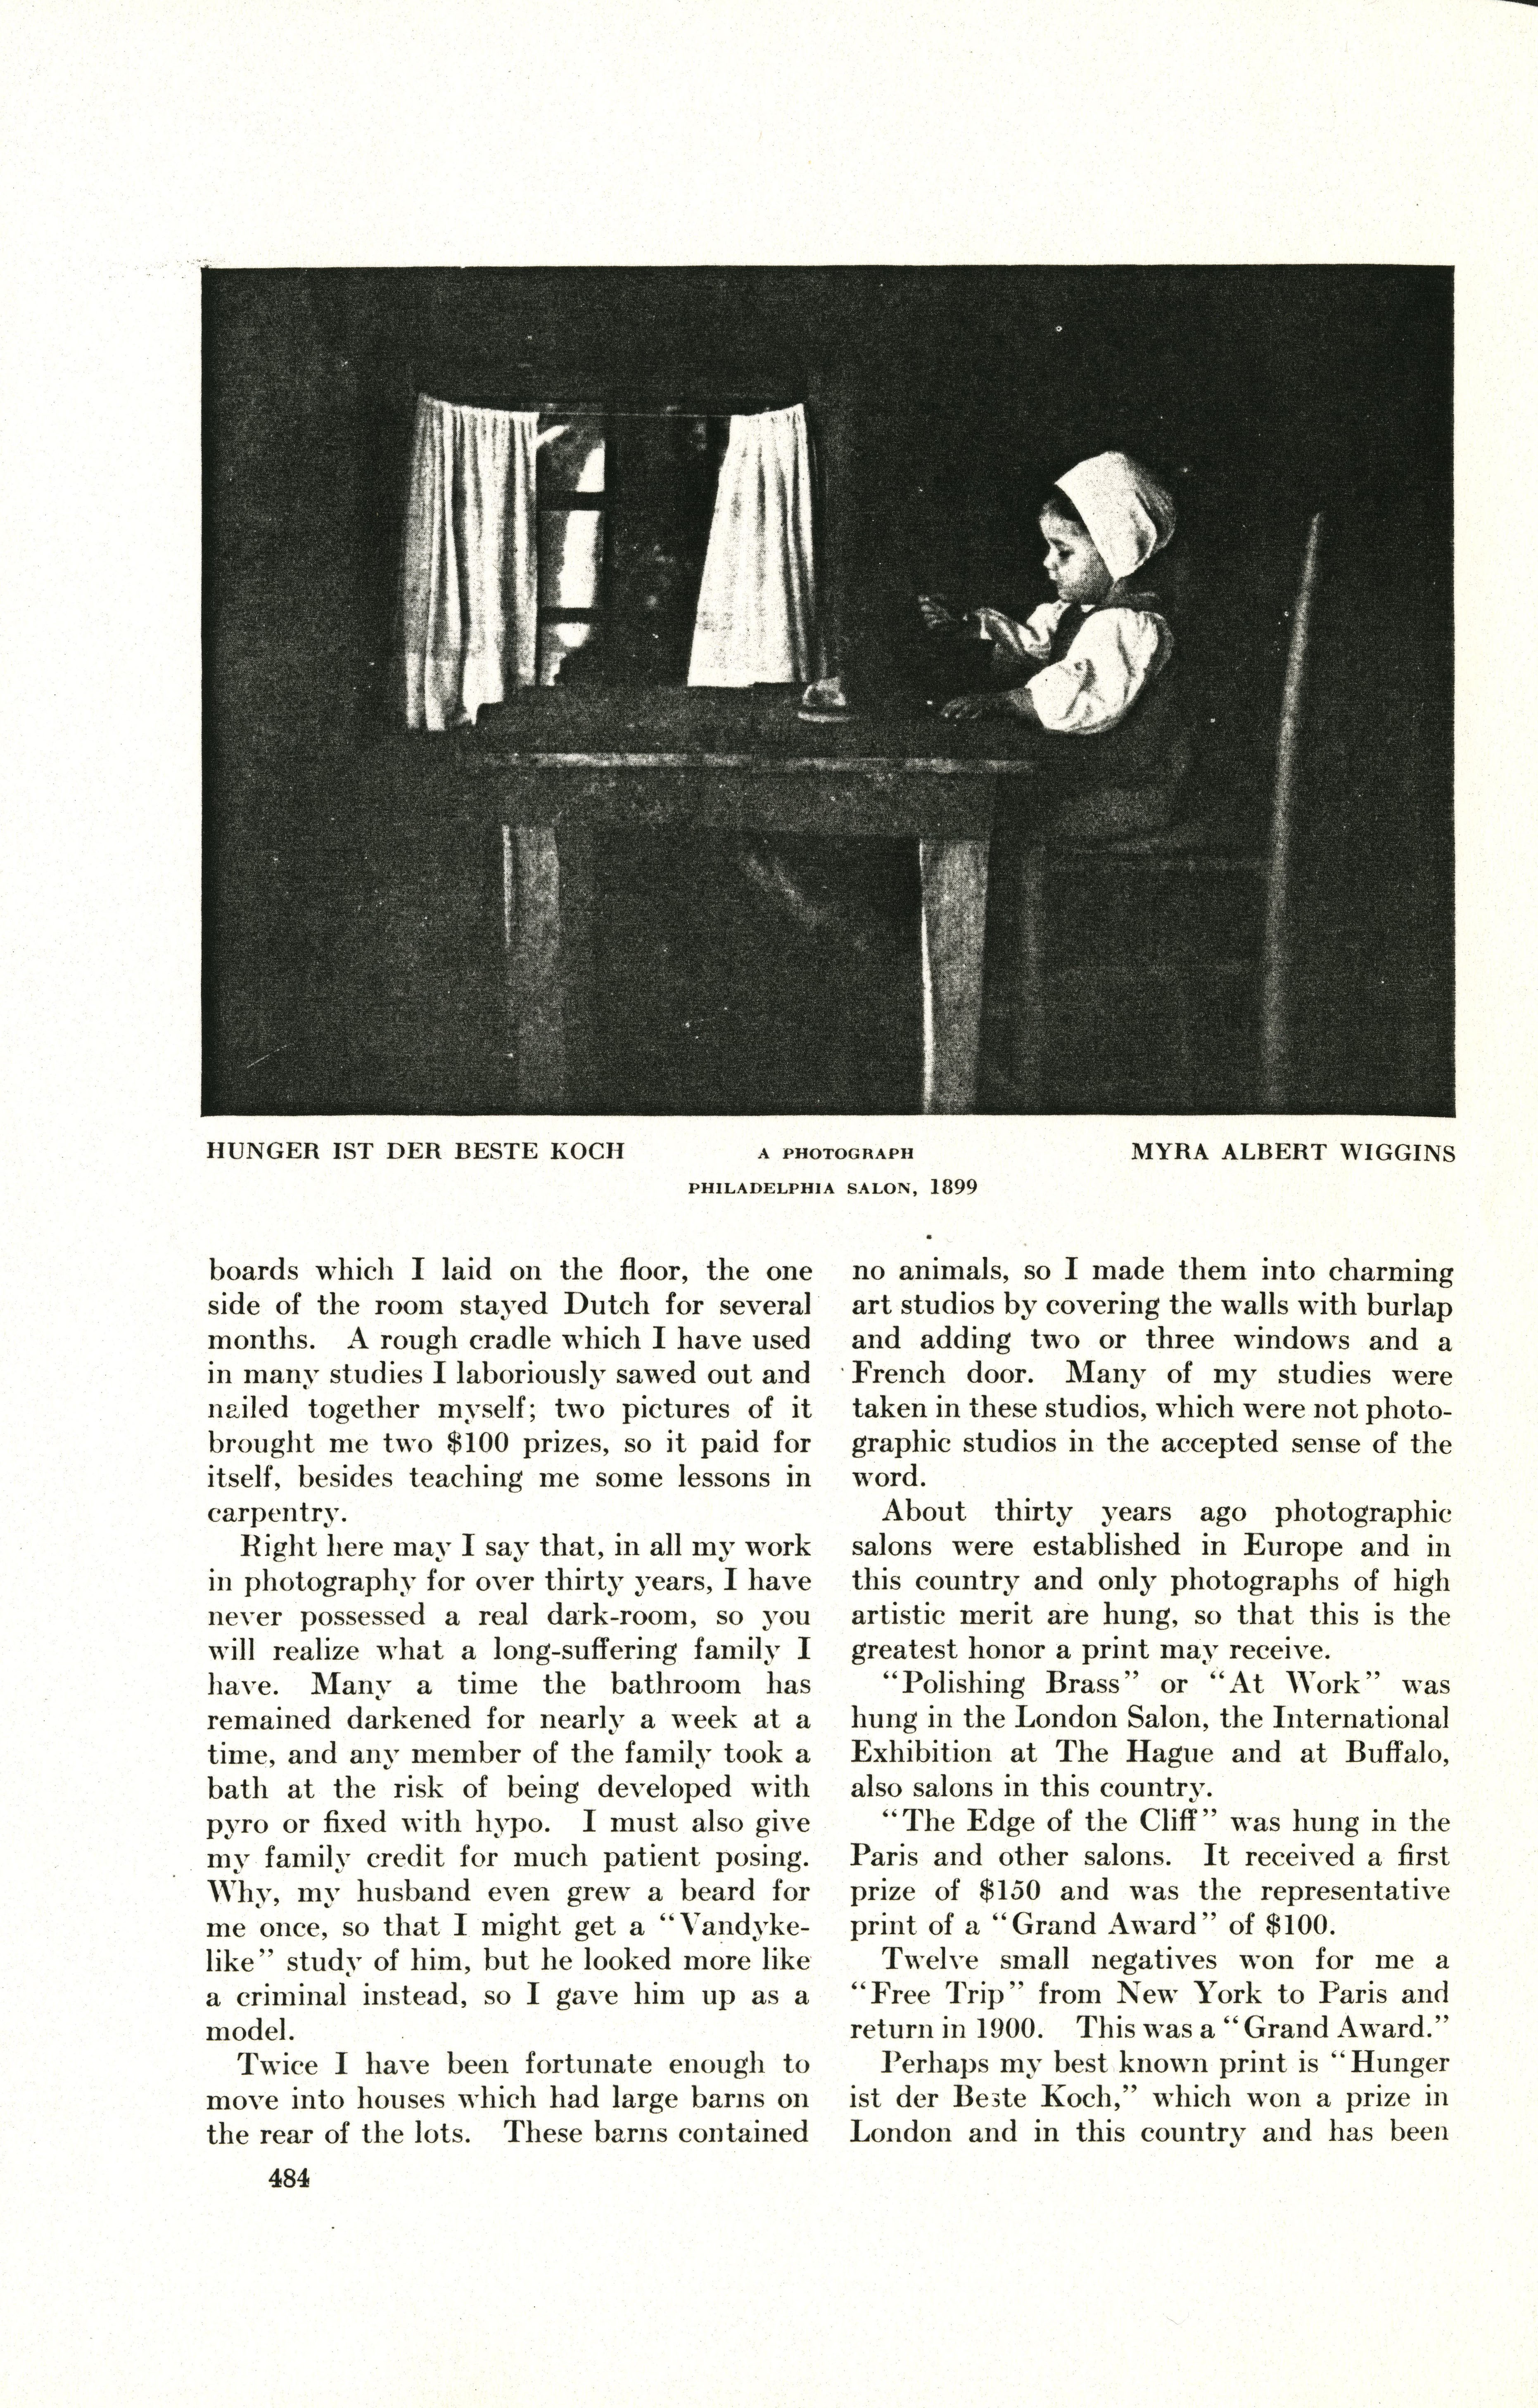 HUNGER IST DER BESTE KOCH
A PHOTOGRAPH
MYRA ALBERT WIGGINS
PHILADELPHIA SALON, 1899
boards which I laid on the floor, the one
side of the room stayed Dutch for several
months. A rough cradle which I have used
in many studies I laboriously sawed out and
nailed together myself; two pictures of it
brought me two $100 prizes, so it paid for
itself, besides teaching me some lessons in
carpentry.
Right here may I say that, in all my work
in photography for over thirty years, I have
never possessed a real dark-room, so you
will realize what a long-suffering family I
have. Many a time the bathroom has
remained darkened for nearly a week at a
time, and any member of the family took a
bath at the risk of being developed with
pyro or fixed with hypo. I must also give
my family credit for much patient posing.
Why, my husband even grew a beard for
me once, so that I might get a "Vandyke-
like" study of him, but he looked more like
a criminal instead, so I gave him up as a
model.
Twice I have been fortunate enough to
move into houses which had large barns on
the rear of the lots. These barns contained
no animals, so I made them into charming
art studios by covering the walls with burlap
and adding two or three windows and a
French door. Many of my studies were
taken in these studios, which were not photo-
graphic studios in the accepted sense of the
word.
About thirty years ago photographic
salons were established in Europe and in
this country and only photographs of high
artistic merit are hung, so that this is the
greatest honor a print may receive.
"Polishing Brass" or "At Work" was
hung in the London Salon, the International
Exhibition at The Hague and at Buffalo,
also salons in this country.
"The Edge of the Cliff" was hung in the
Paris and other salons. It received a first
prize of $150 and was the representative
print of a "Grand Award" of $100.
Twelve small negatives won for me a
"Free Trip" from New York to Paris and
return in 1900. This was a "Grand Award."
Perhaps my best known print is "Hunger
ist der Beste Koch," which won a prize in
London and in this country and has been
484